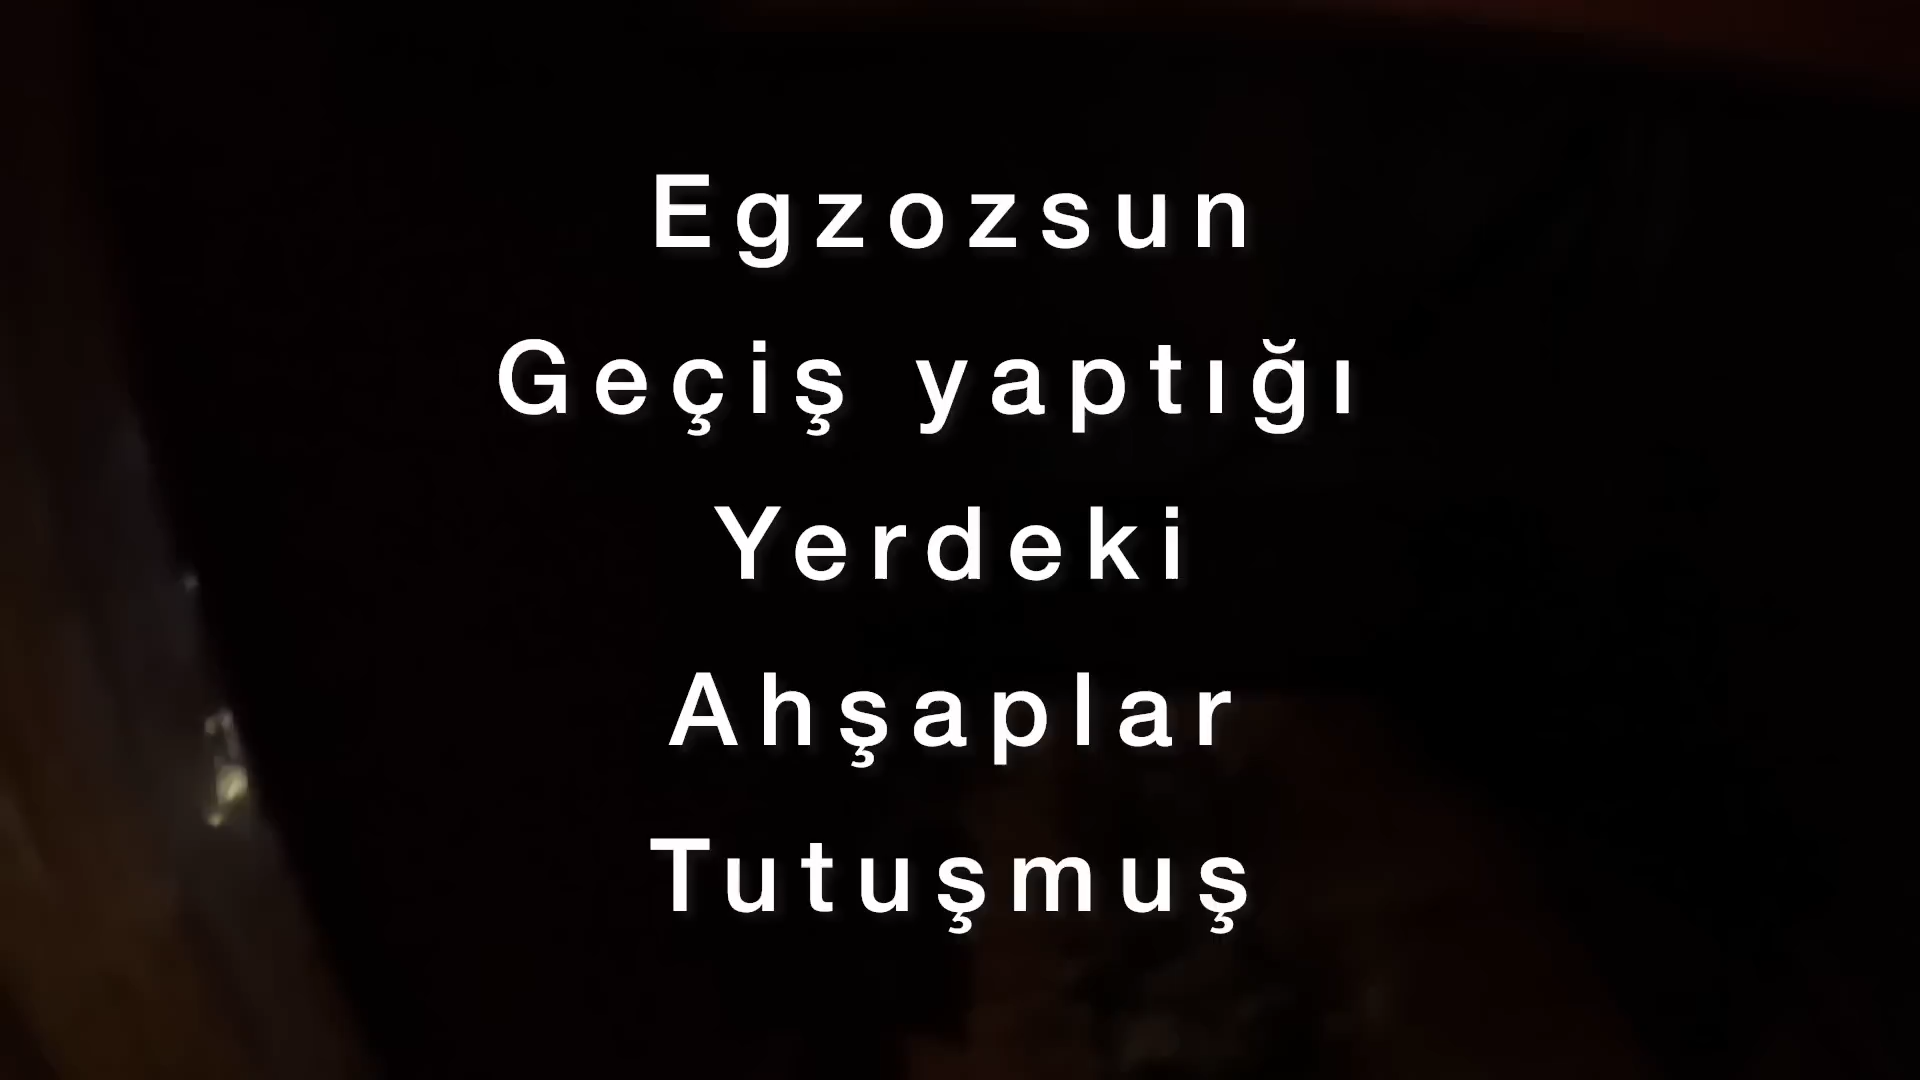 Egzozsun
Geçiş yaptığı
Yerdeki
Ahşaplar
Tutuşmuş